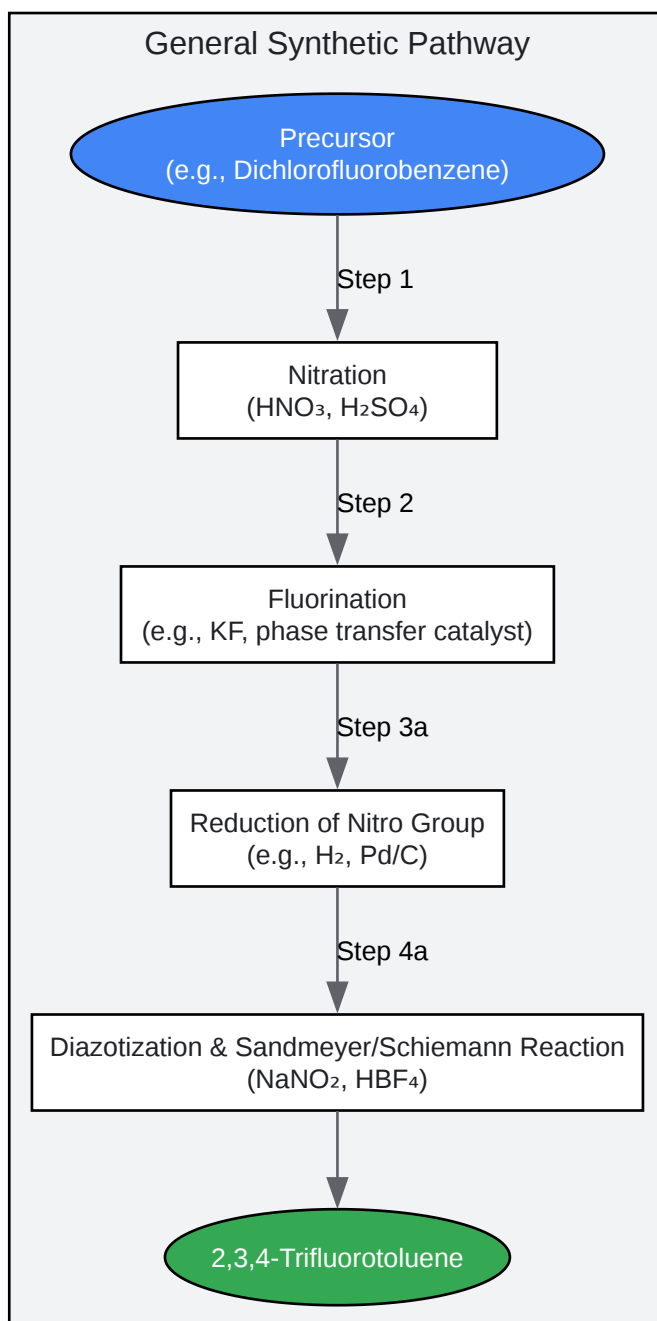 General Synthetic Pathway
Precursor
(e.g., Dichlorofluorobenzene)
Step 1
Nitration
(HNO₃, H₂SO₄)
Step 2
Fluorination
(e.g., KF, phase transfer catalyst)
Step 3a
Reduction of Nitro Group
(e.g., H₂, Pd/C)
Step 4a
Diazotization & Sandmeyer/Schiemann Reaction
(NaNO₂, HBF₄)
2,3,4-Trifluorotoluene